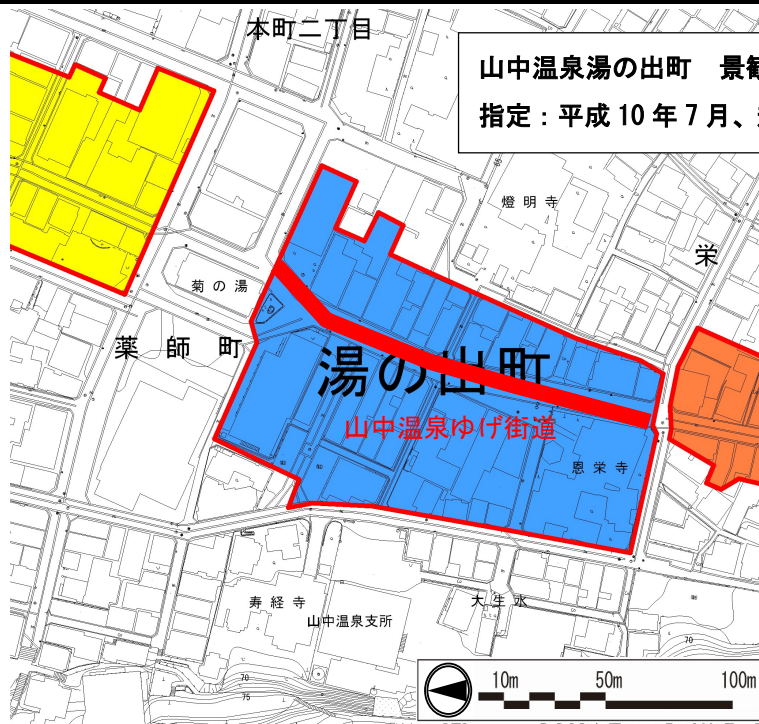 本町二丁目
山中温泉湯の出町 景観
指定：平成10年7月、
燈明寺
栄
菊の湯
薬師町
湯の出町
山中温泉ゆげ街道
恩栄寺
寿経寺
大生水
山中温泉支所
70
70
75
10m 50m 100m